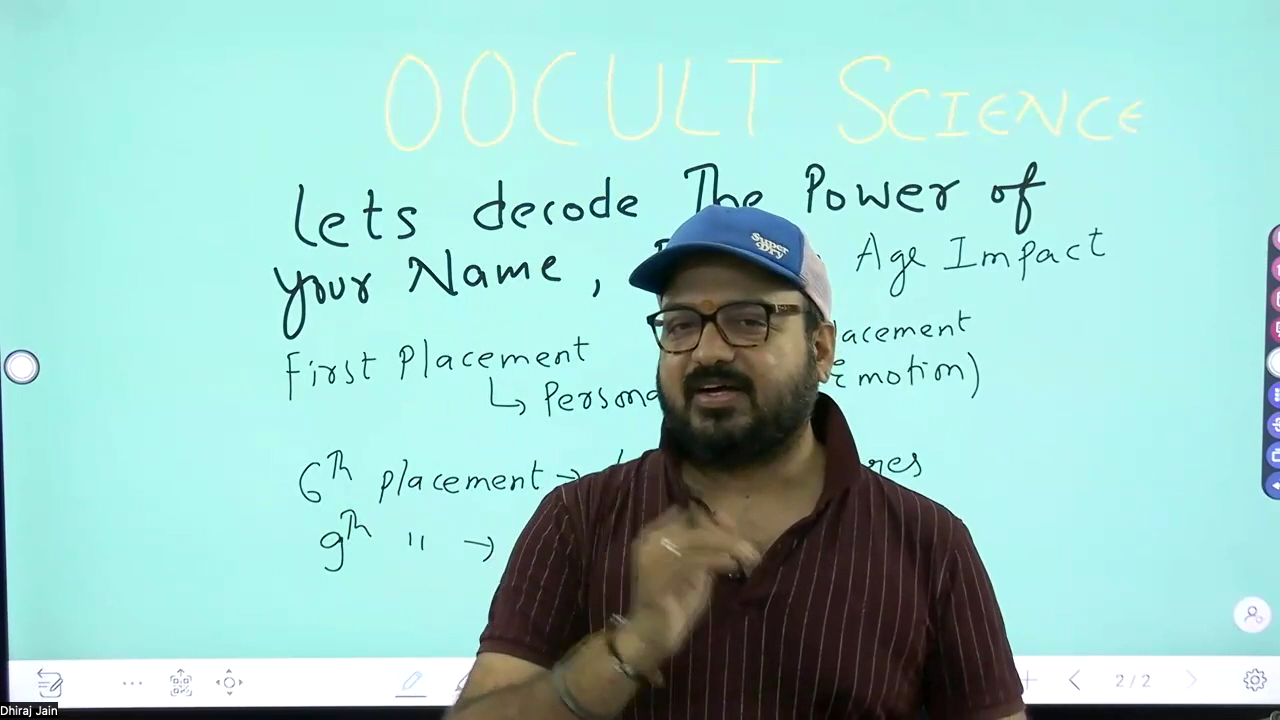 OOCULT SCIENCE
Lets decode The Power of
your Name, Age Impact
First Placement
acement
↳ Persona
Emotion)
6th placement →
res
9th " →
Super
Dry
2/2
Dhiraj Jain